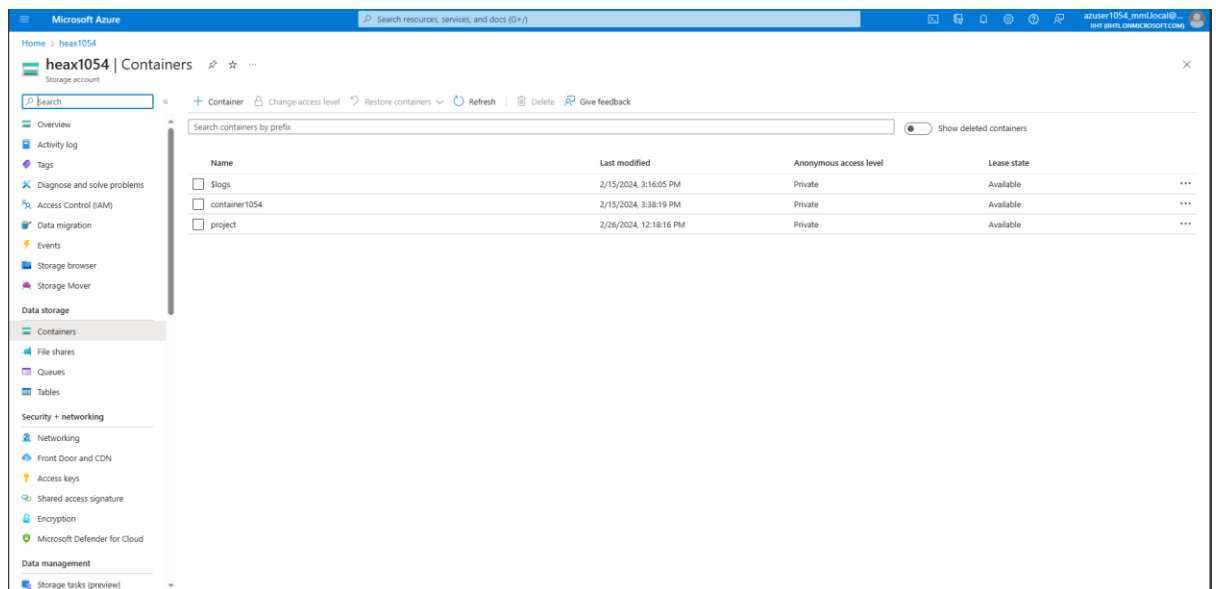 Microsoft Azure
Search resources, services, and docs (G+/)
azuser1054_mml.local@...
IIHT (IIHTL.ONMICROSOFT.COM)
Home > heax1054
heax1054 | Containers
Storage account
Search
Container
Change access level
Restore containers
Refresh
Delete
Give feedback
Search containers by prefix
Show deleted containers
Overview
Activity log
Tags
Diagnose and solve problems
Access Control (IAM)
Data migration
Events
Storage browser
Storage Mover
Data storage
Containers
File shares
Queues
Tables
Security + networking
Networking
Front Door and CDN
Access keys
Shared access signature
Encryption
Microsoft Defender for Cloud
Data management
Storage tasks (preview)
Name Last modified Anonymous access level Lease state
$logs 2/15/2024, 3:16:05 PM Private Available
container1054 2/15/2024, 3:38:19 PM Private Available
project 2/26/2024, 12:18:16 PM Private Available